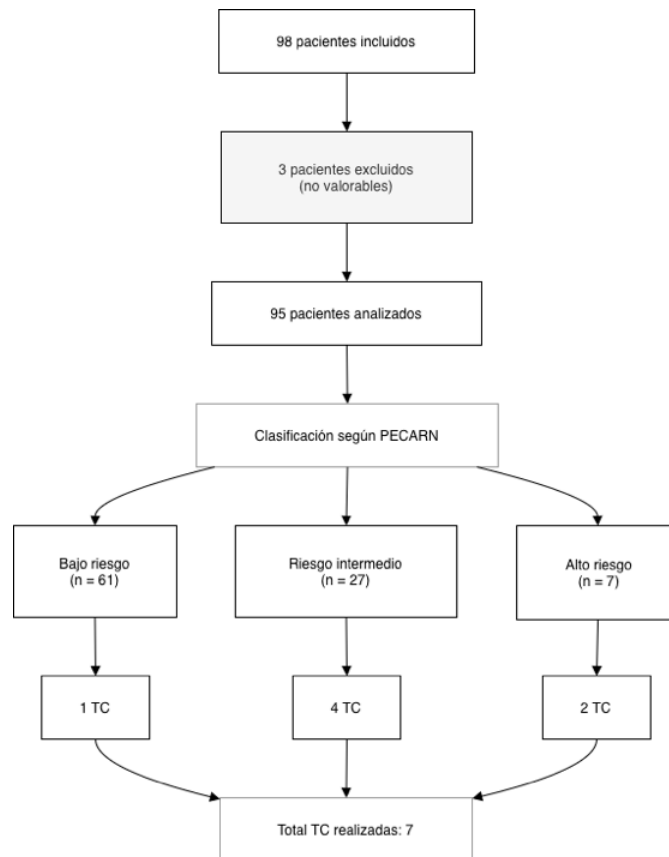 98 pacientes incluidos
3 pacientes excluidos
(no valorables)
95 pacientes analizados
Clasificación según PECARN
Bajo riesgo
(n = 61)
Riesgo intermedio
(n = 27)
Alto riesgo
(n = 7)
1 TC
4 TC
2 TC
Total TC realizadas: 7